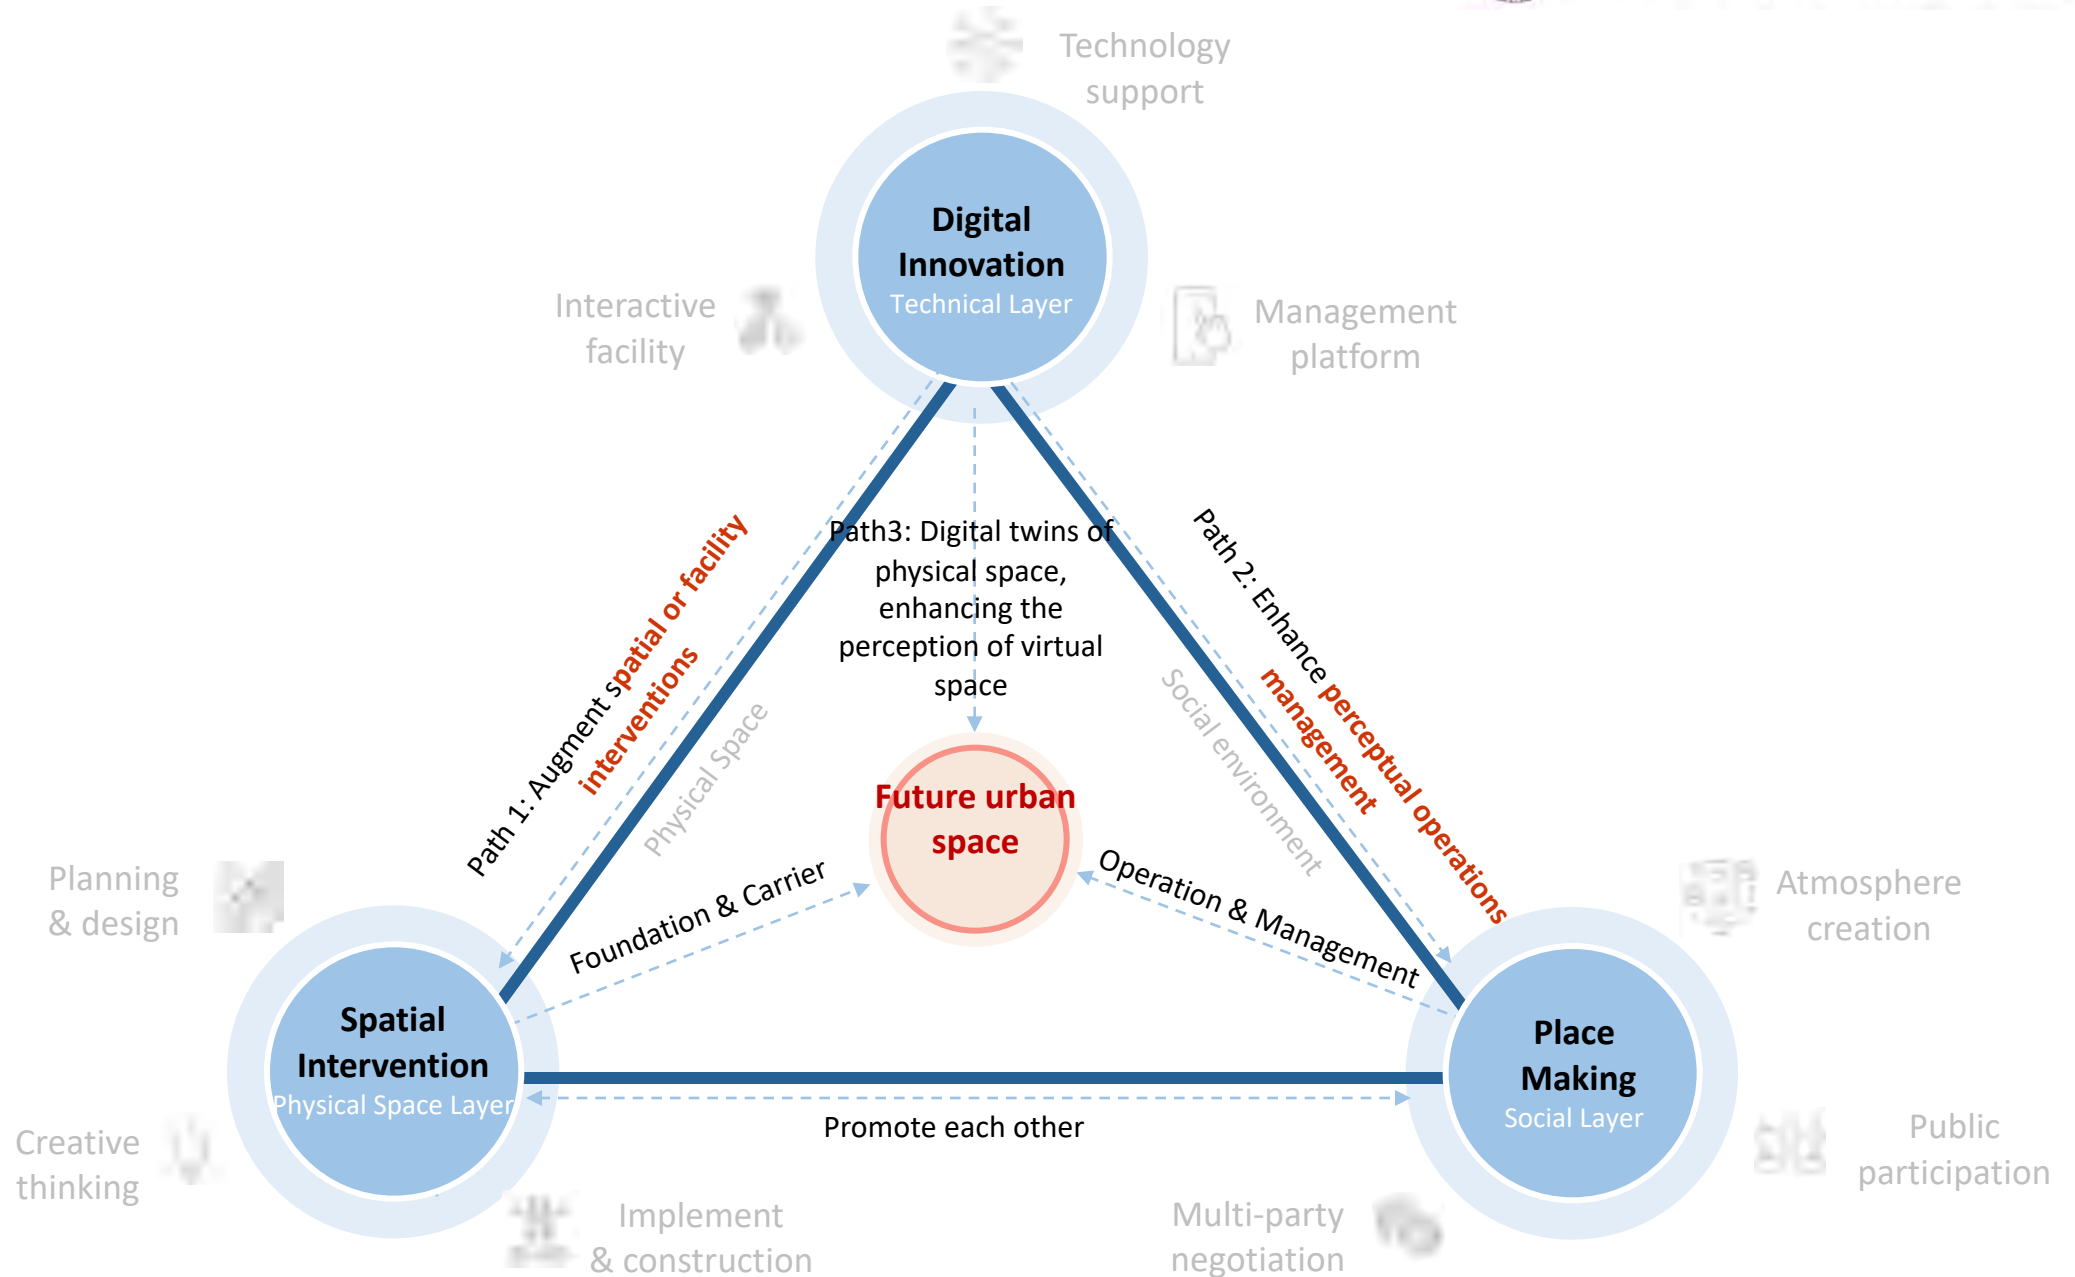 Technology
support
Digital
Innovation
Technical Layer
Interactive
facility
Management
platform
Path 1: Augment spatial or facility
interventions
Physical Space
Path3: Digital twins of
physical space,
enhancing the
perception of virtual
space
Path 2: Enhance perceptual operations
management
Social environment
Future urban
space
Foundation & Carrier
Operation & Management
Planning
& design
Atmosphere
creation
Spatial
Intervention
Physical Space Layer
Place
Making
Social Layer
Promote each other
Creative
thinking
Public
participation
Implement
& construction
Multi-party
negotiation